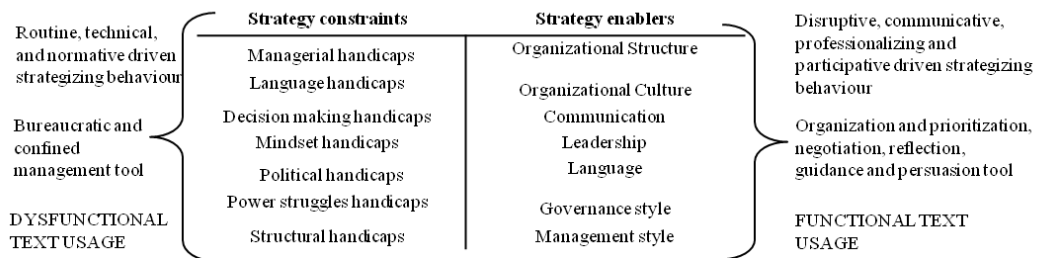 Routine, technical,
and normative driven
strategizing behaviour
Bureaucratic and
confined
management tool
DYSFUNCTIONAL
TEXT USAGE
Strategy constraints
Managerial handicaps
Language handicaps
Decision making handicaps
Mindset handicaps
Political handicaps
Power struggles handicaps
Structural handicaps
Strategy enablers
Organizational Structure
Organizational Culture
Communication
Leadership
Language
Governance style
Management style
Disruptive, communicative,
professionalizing and
participative driven strategizing
behaviour
Organization and prioritization,
negotiation, reflection,
guidance and persuasion tool
FUNCTIONAL TEXT
USAGE